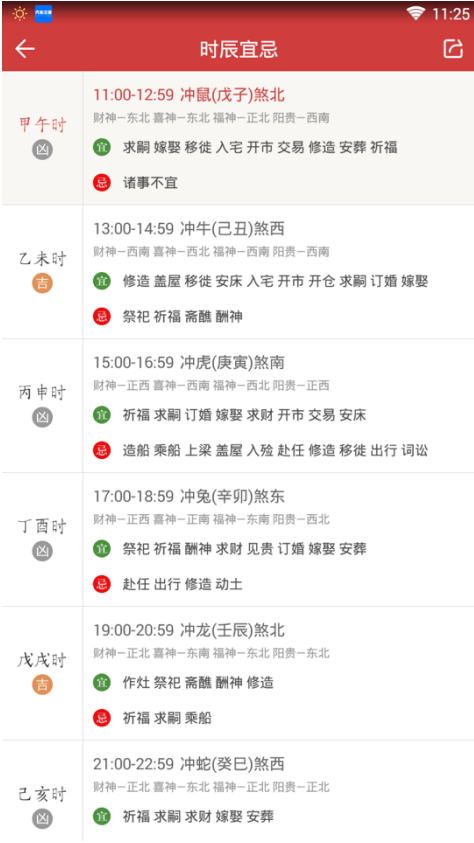 11:25
时辰宜忌
11:00-12:59 冲鼠(戊子)煞北
财神—东北 喜神—东北 福神—正北 阳贵—西南
甲午时
凶
宜 求嗣 嫁娶 移徙 入宅 开市 交易 修造 安葬 祈福
忌 诸事不宜
13:00-14:59 冲牛(己丑)煞西
财神—西南 喜神—西北 福神—西南 阳贵—西南
乙未时
吉
宜 修造 盖屋 移徙 安床 入宅 开市 开仓 求嗣 订婚 嫁娶
忌 祭祀 祈福 斋醮 酬神
15:00-16:59 冲虎(庚寅)煞南
财神—正西 喜神—西南 福神—西北 阳贵—正西
丙申时
凶
宜 祈福 求嗣 订婚 嫁娶 求财 开市 交易 安床
忌 造船 乘船 上梁 盖屋 入殓 赴任 修造 移徙 出行 词讼
17:00-18:59 冲兔(辛卯)煞东
财神—正西 喜神—正南 福神—东南 阳贵—西北
丁酉时
凶
宜 祭祀 祈福 酬神 求财 见贵 订婚 嫁娶 安葬
忌 赴任 出行 修造 动土
19:00-20:59 冲龙(壬辰)煞北
财神—正北 喜神—东南 福神—东北 阳贵—东北
戊戌时
吉
宜 作灶 祭祀 斋醮 酬神 修造
忌 祈福 求嗣 乘船
21:00-22:59 冲蛇(癸巳)煞西
财神—正北 喜神—东北 福神—正北 阳贵—正北
己亥时
凶
宜 祈福 求嗣 求财 嫁娶 安葬